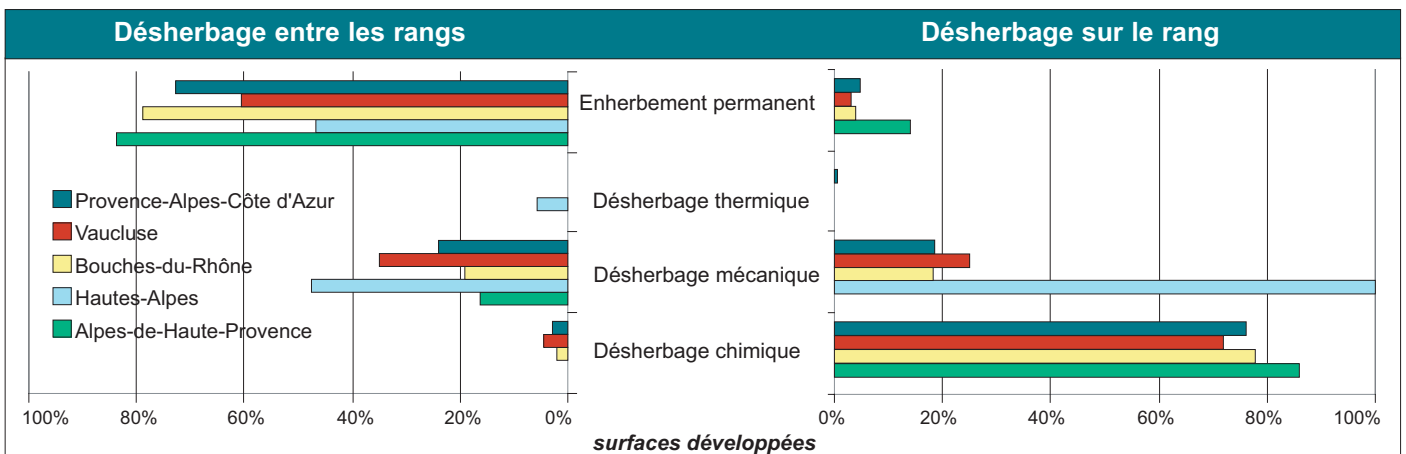 Désherbage entre les rangs
Désherbage sur le rang
Enherbement permanent
Désherbage thermique
Désherbage mécanique
Désherbage chimique
Provence-Alpes-Côte d'Azur
Vaucluse
Bouches-du-Rhône
Hautes-Alpes
Alpes-de-Haute-Provence
100% 80% 60% 40% 20% 0%
0% 20% 40% 60% 80% 100%
surfaces développées